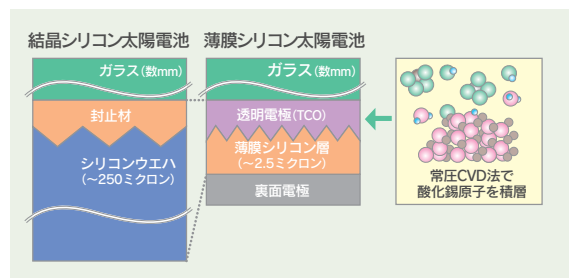 結晶シリコン太陽電池
ガラス(数mm)
封止材
シリコンウエハ
(〜250ミクロン)
薄膜シリコン太陽電池
ガラス(数mm)
透明電極(TCO)
薄膜シリコン層
(〜2.5ミクロン)
裏面電極
常圧CVD法で
酸化錫原子を積層